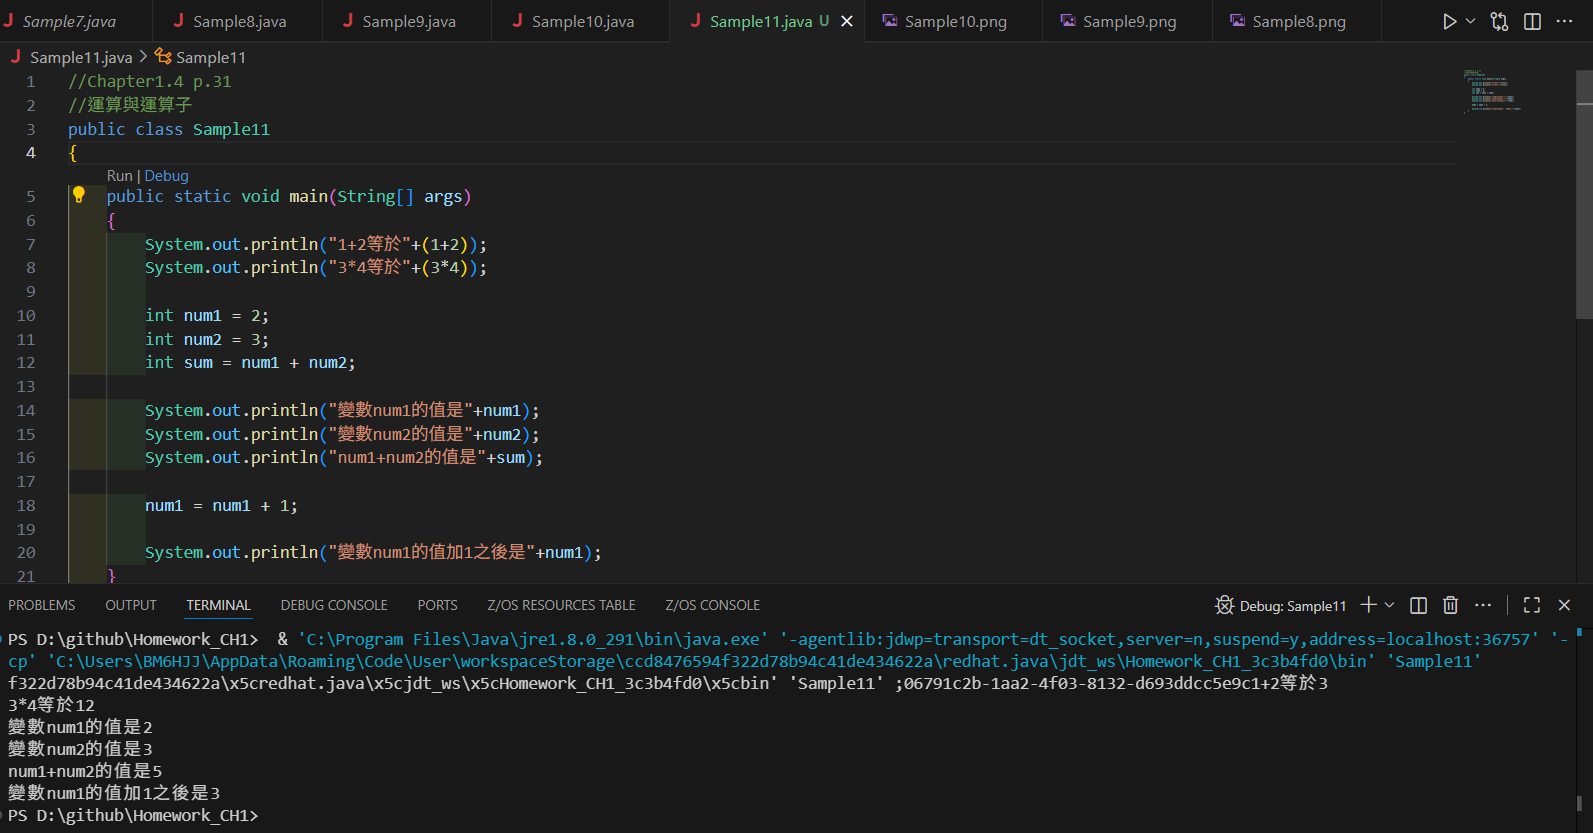 Sample7.java Sample8.java Sample9.java Sample10.java Sample11.java U Sample10.png Sample9.png Sample8.png
Sample11.java > Sample11
1 //Chapter1.4 p.31
2 //運算與運算子
3 public class Sample11
4 {
Run | Debug
5 public static void main(String[] args)
6 {
7 System.out.println("1+2等於"+(1+2));
8 System.out.println("3*4等於"+(3*4));
9
10 int num1 = 2;
11 int num2 = 3;
12 int sum = num1 + num2;
13
14 System.out.println("變數num1的值是"+num1);
15 System.out.println("變數num2的值是"+num2);
16 System.out.println("num1+num2的值是"+sum);
17
18 num1 = num1 + 1;
19
20 System.out.println("變數num1的值加1之後是"+num1);
21 }
PROBLEMS OUTPUT TERMINAL DEBUG CONSOLE PORTS Z/OS RESOURCES TABLE Z/OS CONSOLE Debug: Sample11
PS D:\github\Homework_CH1> & 'C:\Program Files\Java\jre1.8.0_291\bin\java.exe' '-agentlib:jdwp=transport=dt_socket,server=n,suspend=y,address=localhost:36757' '-
cp' 'C:\Users\BM6HJJ\AppData\Roaming\Code\User\workspaceStorage\ccd8476594f322d78b94c41de434622a\redhat.java\jdt_ws\Homework_CH1_3c3b4fd0\bin' 'Sample11'
f322d78b94c41de434622a\x5credhat.java\x5cjdt_ws\x5cHomework_CH1_3c3b4fd0\x5cbin' 'Sample11' ;06791c2b-1aa2-4f03-8132-d693ddcc5e9c1+2等於3
3*4等於12
變數num1的值是2
變數num2的值是3
num1+num2的值是5
變數num1的值加1之後是3
PS D:\github\Homework_CH1>